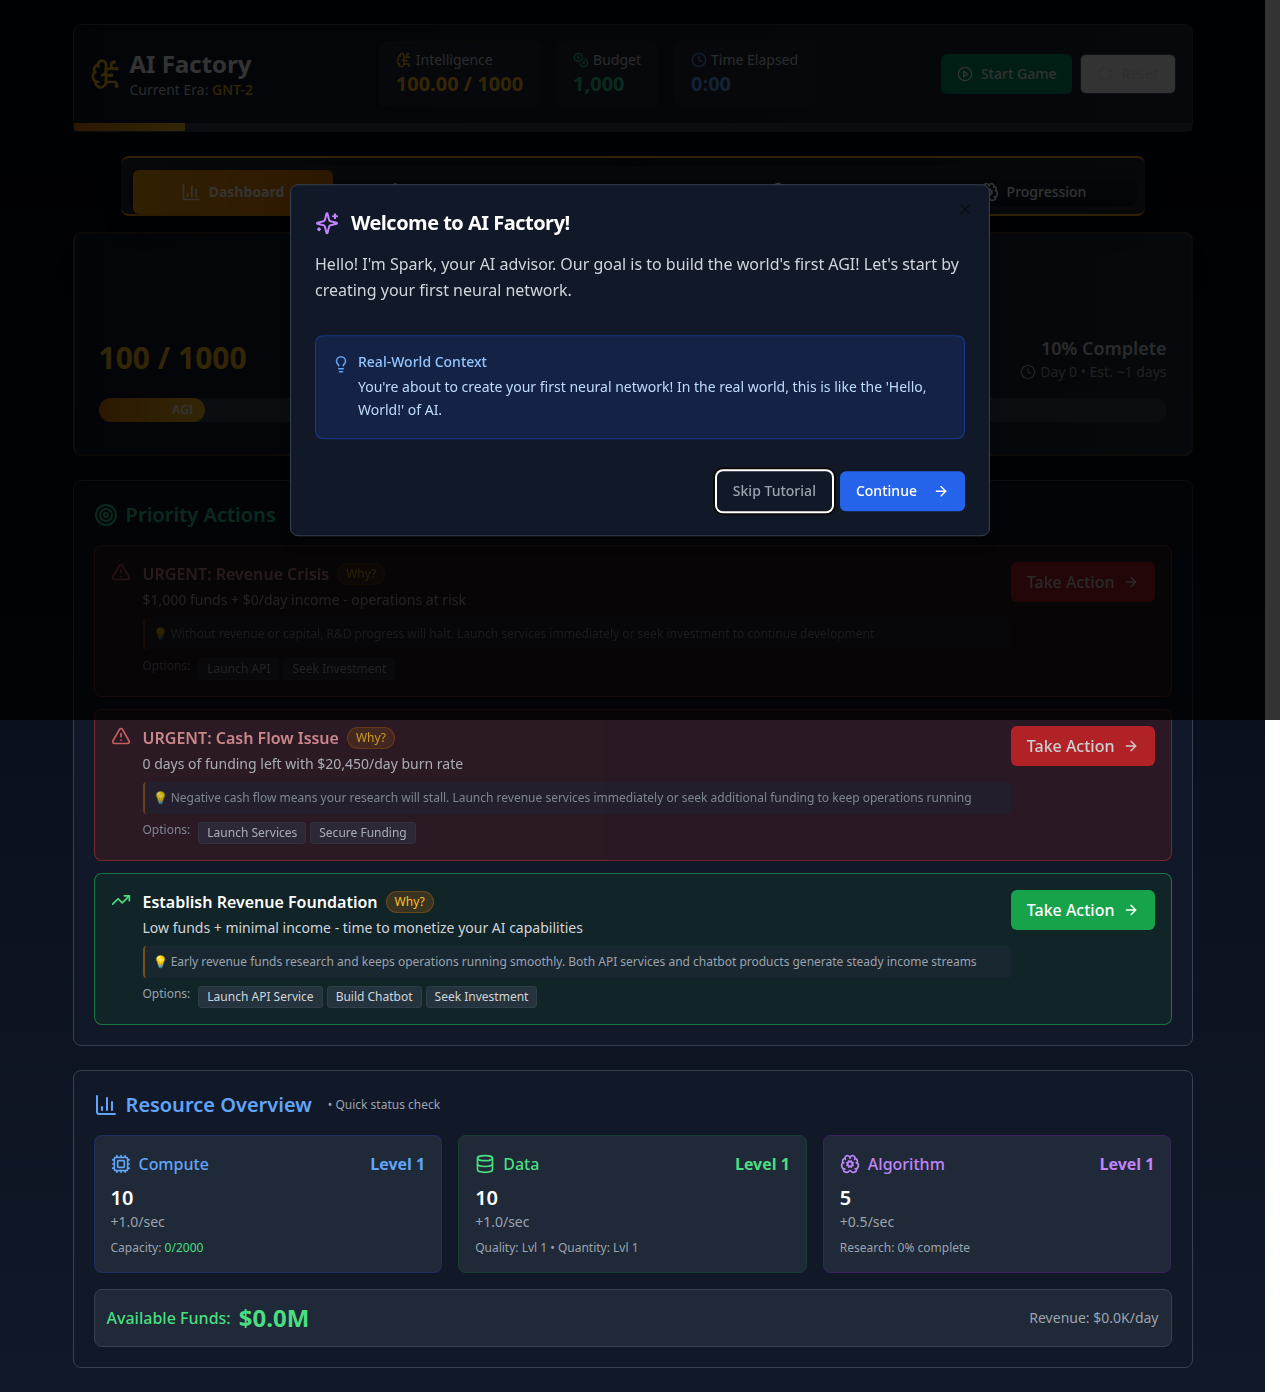 AI Factory
Current Era: GNT-2
Intelligence
100.00 / 1000
Budget
1,000
Time Elapsed
0:00
Start Game
Reset
Dashboard
Progression
Welcome to AI Factory!
Hello! I'm Spark, your AI advisor. Our goal is to build the world's first AGI! Let's start by
creating your first neural network.
Real-World Context
You're about to create your first neural network! In the real world, this is like the 'Hello,
World!' of AI.
Skip Tutorial
Continue
100 / 1000
10% Complete
Day 0 • Est. ~1 days
AGI
Priority Actions
URGENT: Revenue Crisis
Why?
Take Action
$1,000 funds + $0/day income - operations at risk
💡 Without revenue or capital, R&D progress will halt. Launch services immediately or seek investment to continue development
Options:
Launch API
Seek Investment
URGENT: Cash Flow Issue
Why?
Take Action
0 days of funding left with $20,450/day burn rate
💡 Negative cash flow means your research will stall. Launch revenue services immediately or seek additional funding to keep operations running
Options:
Launch Services
Secure Funding
Establish Revenue Foundation
Why?
Take Action
Low funds + minimal income - time to monetize your AI capabilities
💡 Early revenue funds research and keeps operations running smoothly. Both API services and chatbot products generate steady income streams
Options:
Launch API Service
Build Chatbot
Seek Investment
Resource Overview
• Quick status check
Compute
Level 1
10
+1.0/sec
Capacity: 0/2000
Data
Level 1
10
+1.0/sec
Quality: Lvl 1 • Quantity: Lvl 1
Algorithm
Level 1
5
+0.5/sec
Research: 0% complete
Available Funds: $0.0M
Revenue: $0.0K/day